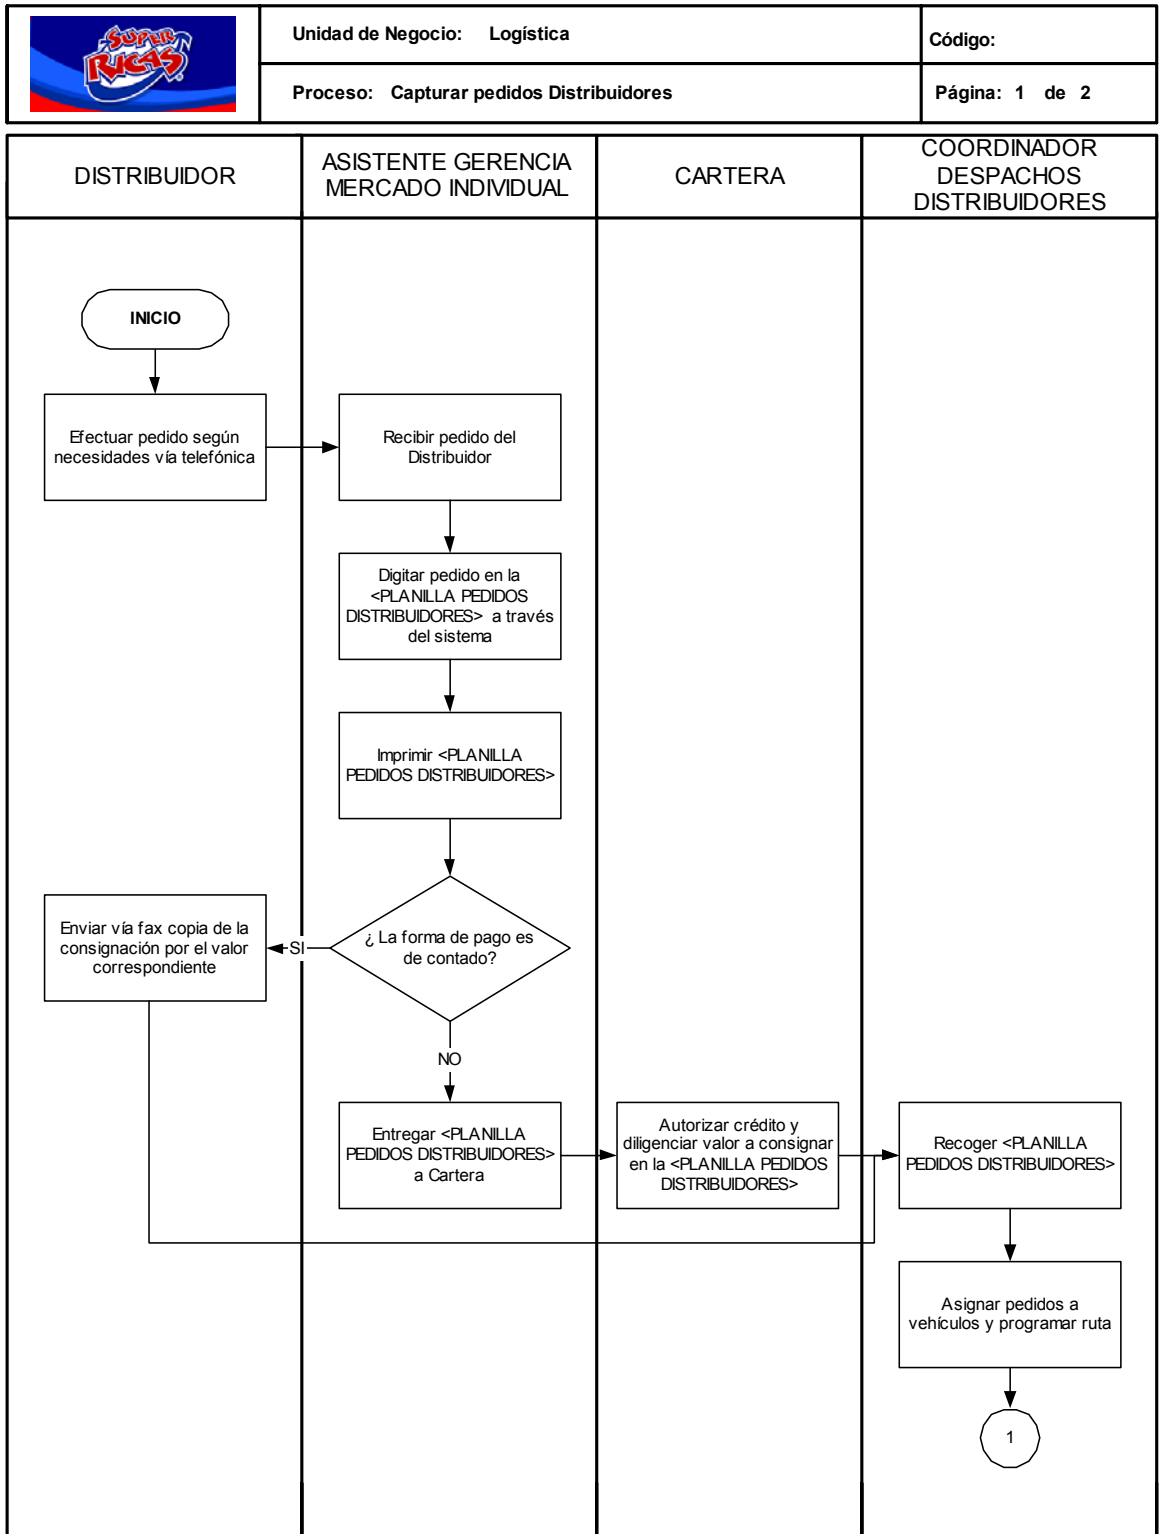 SUPER
RICAS
Unidad de Negocio: Logística
Código:
Proceso: Capturar pedidos Distribuidores
Página: 1 de 2
DISTRIBUIDOR
ASISTENTE GERENCIA
MERCADO INDIVIDUAL
CARTERA
COORDINADOR
DESPACHOS
DISTRIBUIDORES
INICIO
Efectuar pedido según
necesidades vía telefónica
Recibir pedido del
Distribuidor
Digitar pedido en la
<PLANILLA PEDIDOS
DISTRIBUIDORES> a través
del sistema
Imprimir <PLANILLA
PEDIDOS DISTRIBUIDORES>
¿ La forma de pago es
de contado?
SI
Enviar vía fax copia de la
consignación por el valor
correspondiente
NO
Entregar <PLANILLA
PEDIDOS DISTRIBUIDORES>
a Cartera
Autorizar crédito y
diligenciar valor a consignar
en la <PLANILLA PEDIDOS
DISTRIBUIDORES>
Recoger <PLANILLA
PEDIDOS DISTRIBUIDORES>
Asignar pedidos a
vehículos y programar ruta
1